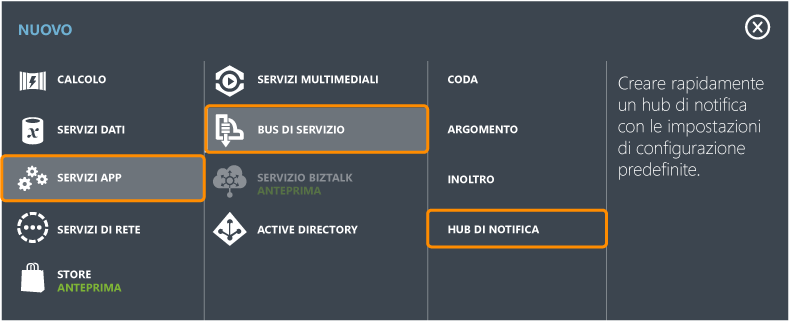 NUOVO
CALCOLO
SERVIZI DATI
SERVIZI APP
SERVIZI DI RETE
STORE
ANTEPRIMA
SERVIZI MULTIMEDIALI
BUS DI SERVIZIO
SERVIZIO BIZTALK
ANTEPRIMA
ACTIVE DIRECTORY
CODA
ARGOMENTO
INOLTRO
HUB DI NOTIFICA
Creare rapidamente
un hub di notifica
con le impostazioni
di configurazione
predefinite.